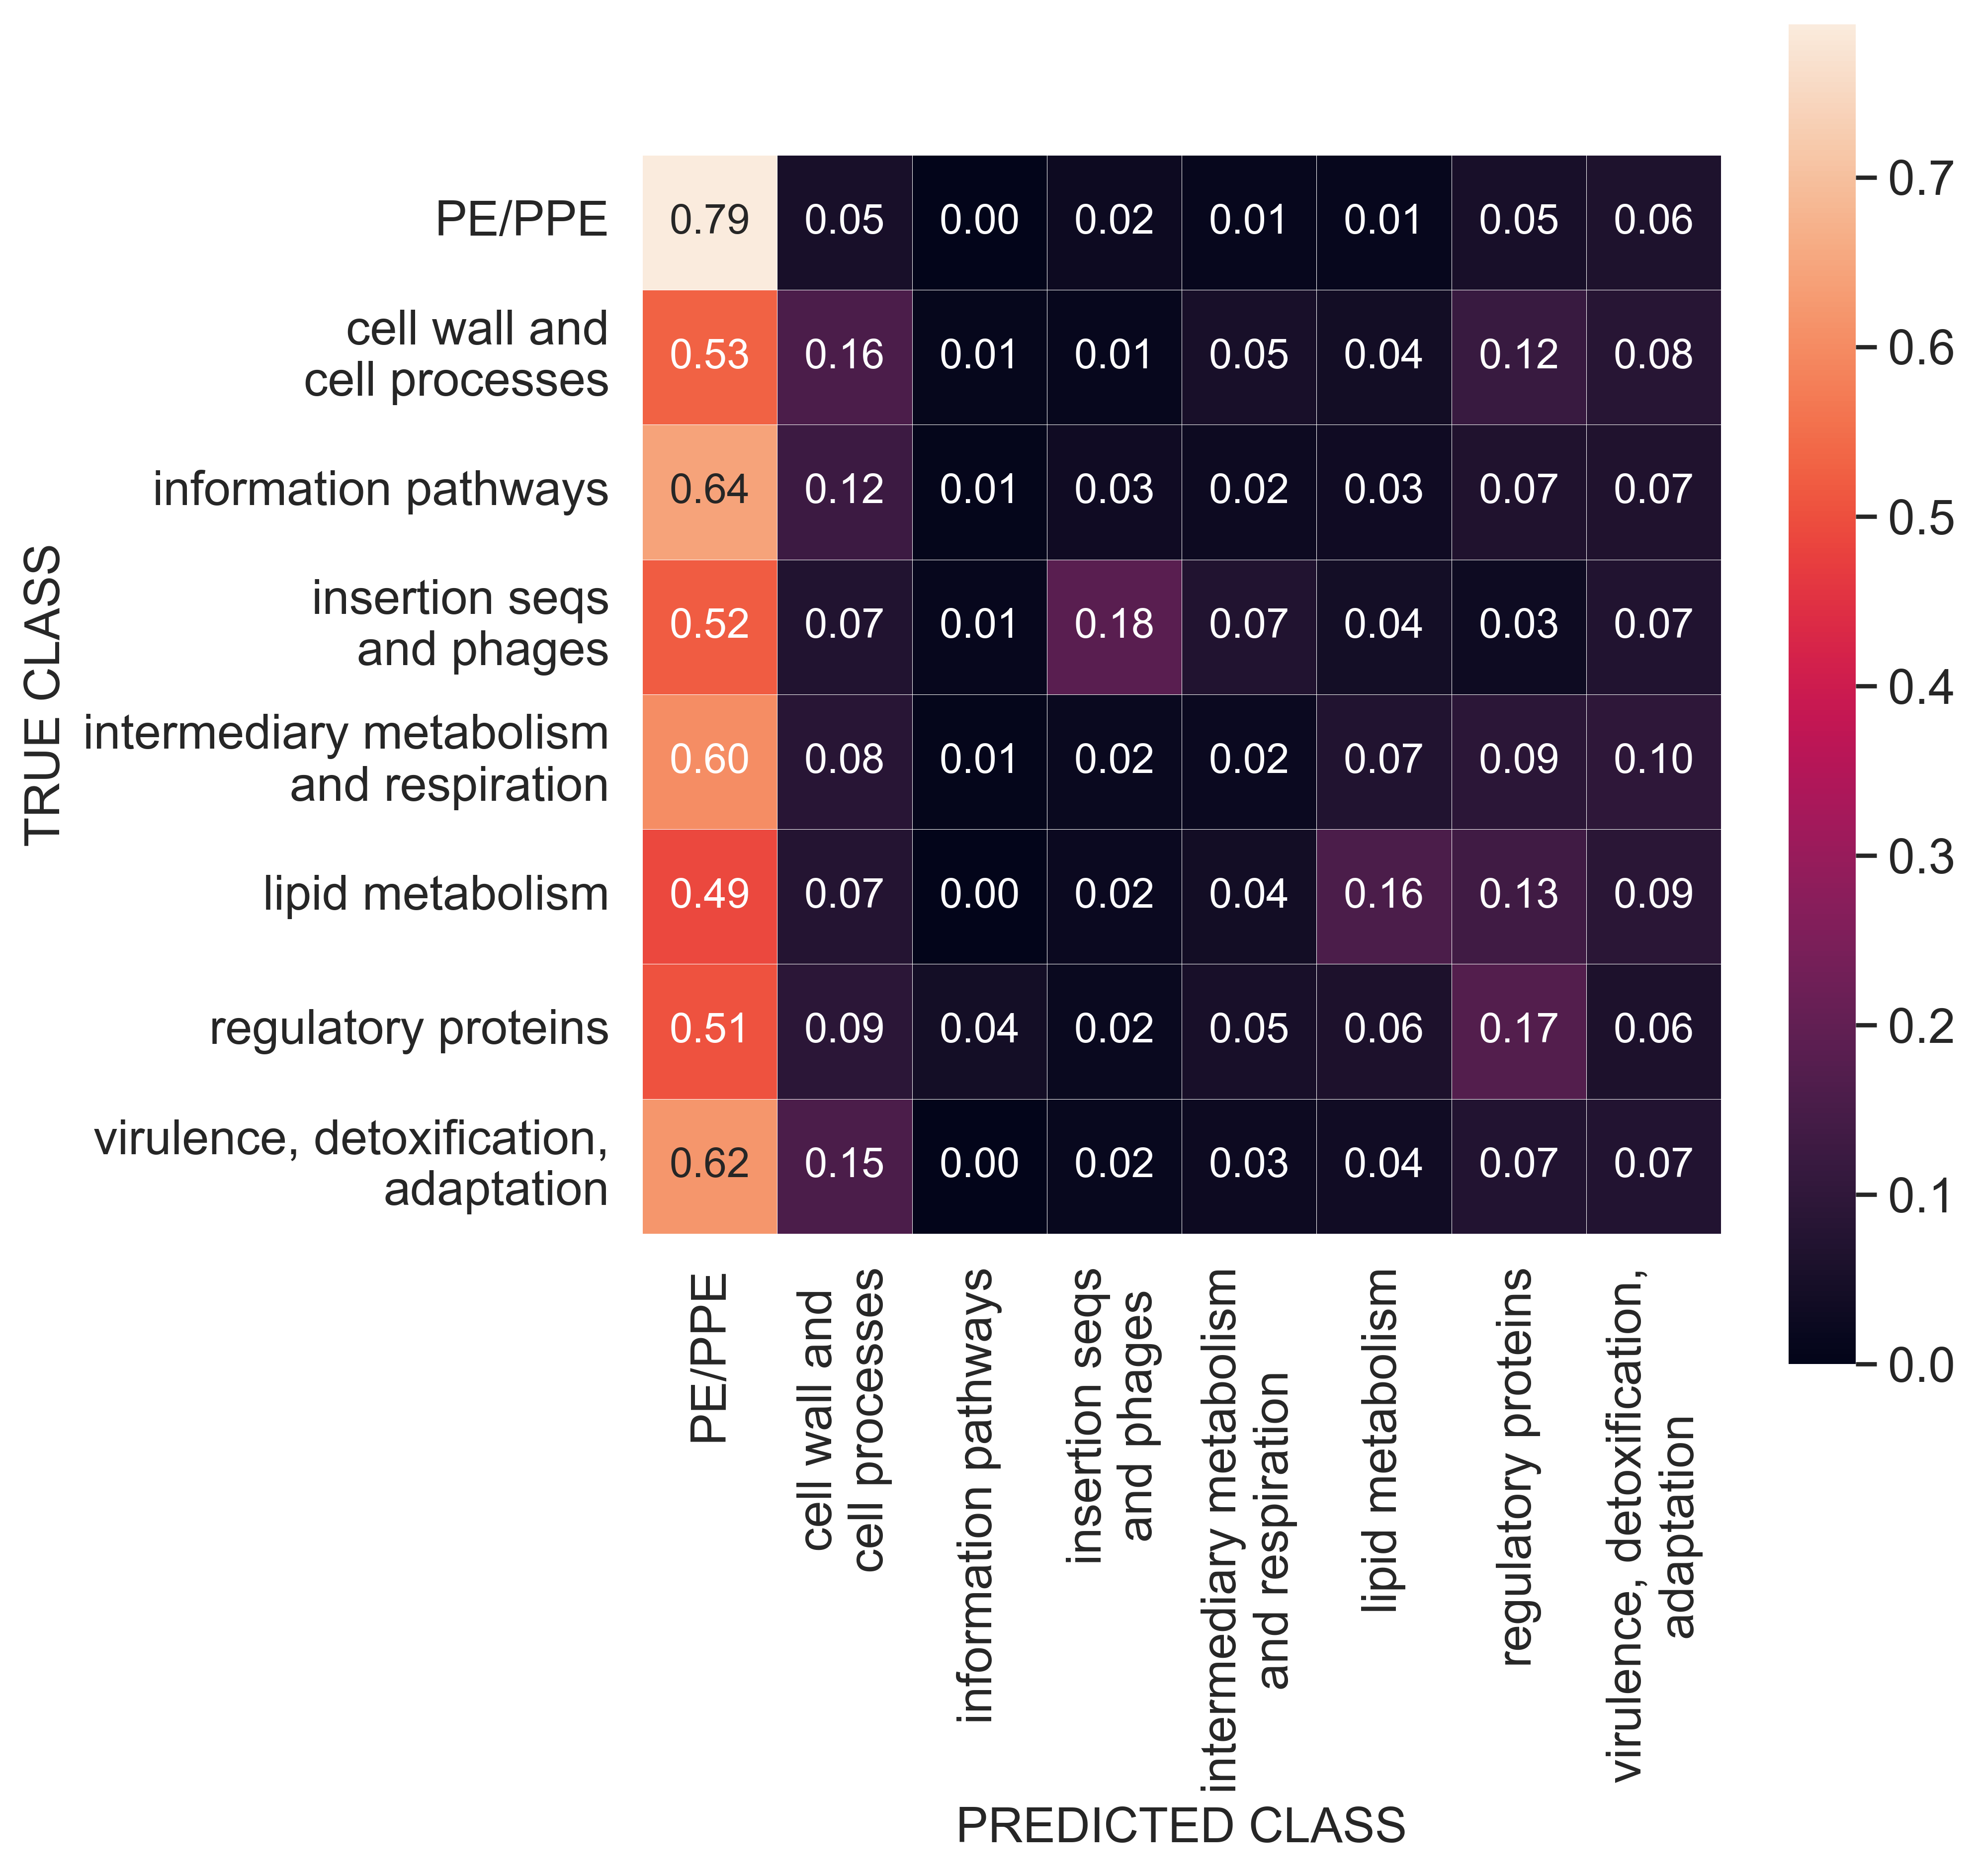 PE/PPE
0.79 0.05 0.00 0.02 0.01 0.01 0.05 0.06
cell wall and
cell processes
0.53 0.16 0.01 0.01 0.05 0.04 0.12 0.08
information pathways
0.64 0.12 0.01 0.03 0.02 0.03 0.07 0.07
insertion seqs
and phages
0.52 0.07 0.01 0.18 0.07 0.04 0.03 0.07
intermediary metabolism
and respiration
0.60 0.08 0.01 0.02 0.02 0.07 0.09 0.10
lipid metabolism
0.49 0.07 0.00 0.02 0.04 0.16 0.13 0.09
regulatory proteins
0.51 0.09 0.04 0.02 0.05 0.06 0.17 0.06
virulence, detoxification,
adaptation
0.62 0.15 0.00 0.02 0.03 0.04 0.07 0.07
TRUE CLASS
PE/PPE
cell wall and
cell processes
information pathways
insertion seqs
and phages
intermediary metabolism
and respiration
lipid metabolism
regulatory proteins
virulence, detoxification,
adaptation
PREDICTED CLASS
0.7
0.6
0.5
0.4
0.3
0.2
0.1
0.0